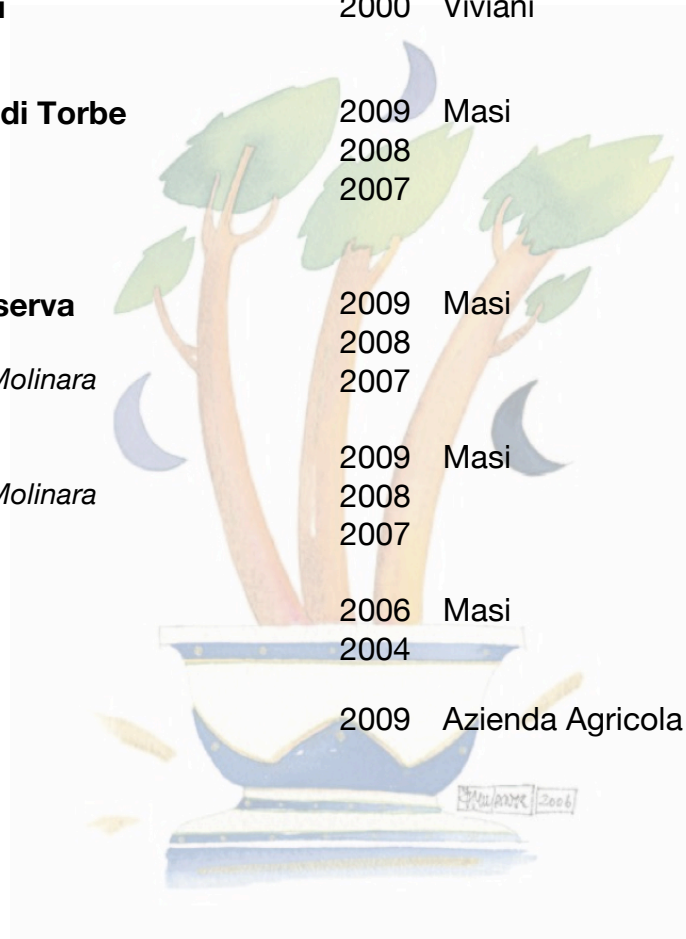 2000 Viviani
di Torbe 2009 Masi
2008
2007
serva 2009 Masi
2008
Molinara 2007
2009 Masi
Molinara 2008
2007
2006 Masi
2004
2009 Azienda Agricola
2006